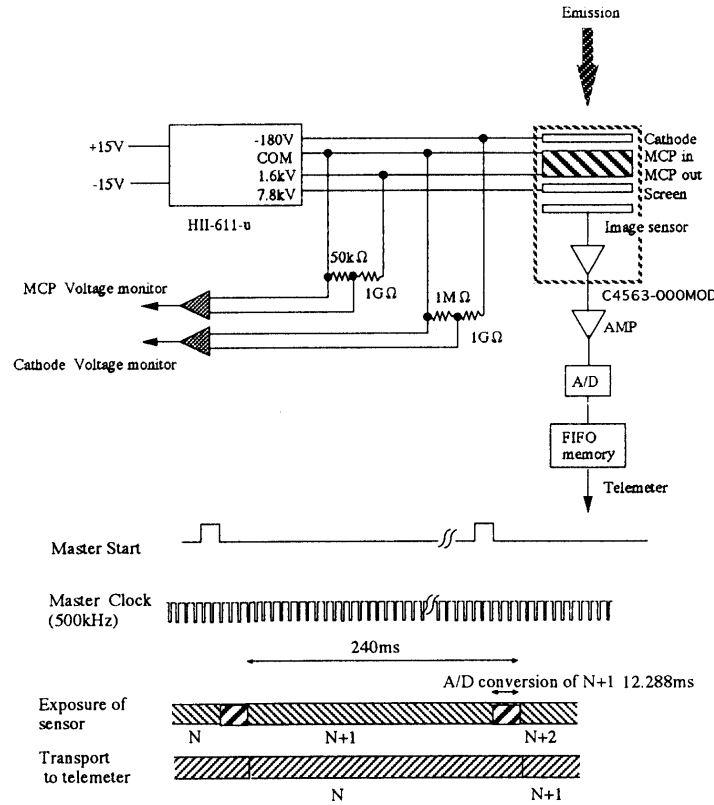 Emission
+15V
-15V
-180V
COM
1.6kV
7.8kV
HII-611-u
Cathode
MCP in
MCP out
Screen
Image sensor
C4563-000MOD
50kΩ
1GΩ
1MΩ
1GΩ
MCP Voltage monitor
Cathode Voltage monitor
AMP
A/D
FIFO
memory
Telemeter
Master Start
Master Clock
(500kHz)
240ms
A/D conversion of N+1 12.288ms
Exposure of
sensor
N
N+1
N+2
Transport
to telemeter
N
N+1